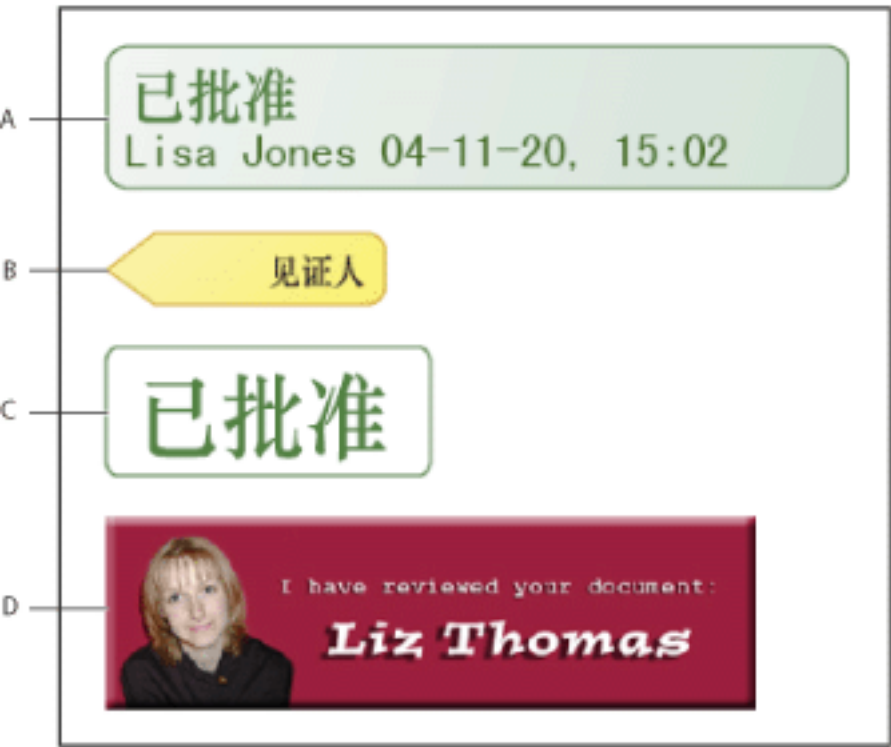 A
已批准
Lisa Jones 04-11-20, 15:02
B
见证人
C
已批准
D
I have reviewed your document:
Liz Thomas